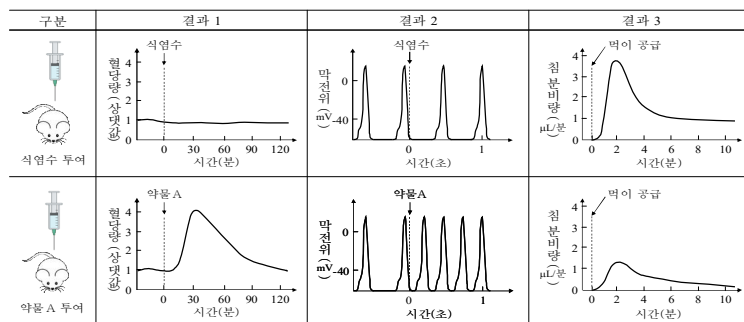 구분
결과 1
결과 2
결과 3
식염수 투여
식염수
혈당량(상댓값)
4
3
2
1
0
0 30 60 90 120
시간(분)
식염수
막전위(mV)
0
-40
0 1
시간(초)
먹이 공급
침 분비량
μL/분
4
3
2
1
0
0 2 4 6 8 10
시간(분)
약물 A 투여
약물 A
혈당량(상댓값)
4
3
2
1
0
0 30 60 80 120
시간(분)
약물A
막전위(mV)
0
-60
0 1
시간(초)
먹이 공급
침 분비량
μL/분
4
3
2
1
0
0 2 4 6 8 10
시간(분)